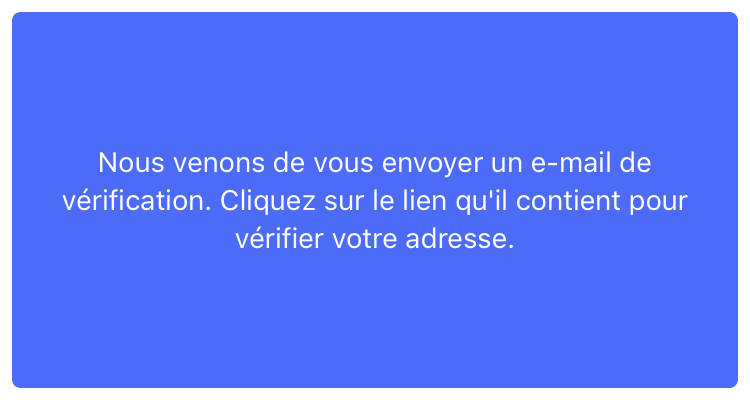 Nous venons de vous envoyer un e-mail de
vérification. Cliquez sur le lien qu'il contient pour
vérifier votre adresse.